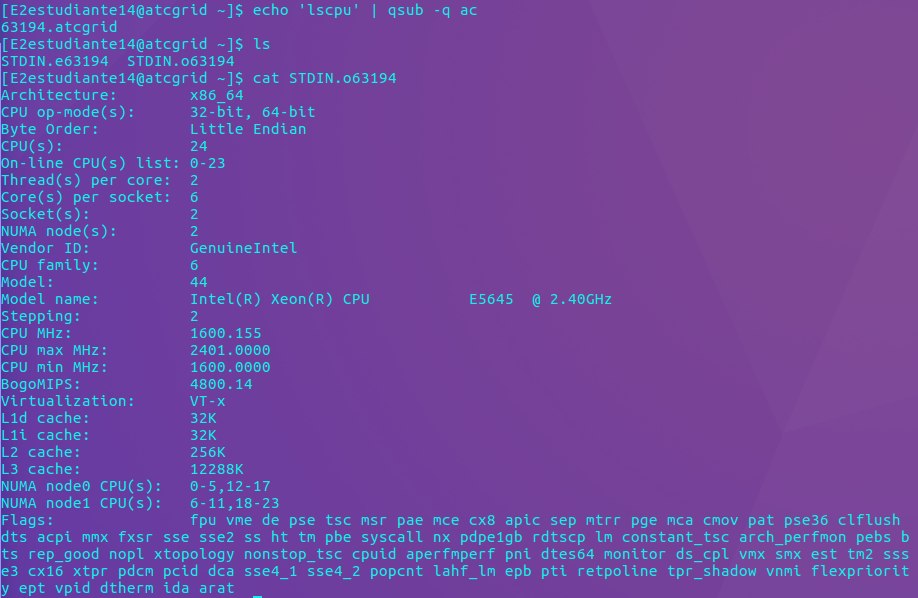 [E2estudiante14@atcgrid ~]$ echo 'lscpu' | qsub -q ac
63194.atcgrid
[E2estudiante14@atcgrid ~]$ ls
STDIN.e63194  STDIN.o63194
[E2estudiante14@atcgrid ~]$ cat STDIN.o63194
Architecture:        x86_64
CPU op-mode(s):      32-bit, 64-bit
Byte Order:          Little Endian
CPU(s):              24
On-line CPU(s) list: 0-23
Thread(s) per core:  2
Core(s) per socket:  6
Socket(s):           2
NUMA node(s):        2
Vendor ID:           GenuineIntel
CPU family:          6
Model:               44
Model name:          Intel(R) Xeon(R) CPU           E5645  @ 2.40GHz
Stepping:            2
CPU MHz:             1600.155
CPU max MHz:         2401.0000
CPU min MHz:         1600.0000
BogoMIPS:            4800.14
Virtualization:      VT-x
L1d cache:           32K
L1i cache:           32K
L2 cache:            256K
L3 cache:            12288K
NUMA node0 CPU(s):   0-5,12-17
NUMA node1 CPU(s):   6-11,18-23
Flags:               fpu vme de pse tsc msr pae mce cx8 apic sep mtrr pge mca cmov pat pse36 clflush
dts acpi mmx fxsr sse sse2 ss ht tm pbe syscall nx pdpe1gb rdtscp lm constant_tsc arch_perfmon pebs b
ts rep_good nopl xtopology nonstop_tsc cpuid aperfmperf pni dtes64 monitor ds_cpl vmx smx est tm2 sss
e3 cx16 xtpr pdcm pcid dca sse4_1 sse4_2 popcnt lahf_lm epb pti retpoline tpr_shadow vnmi flexpriorit
y ept vpid dtherm ida arat